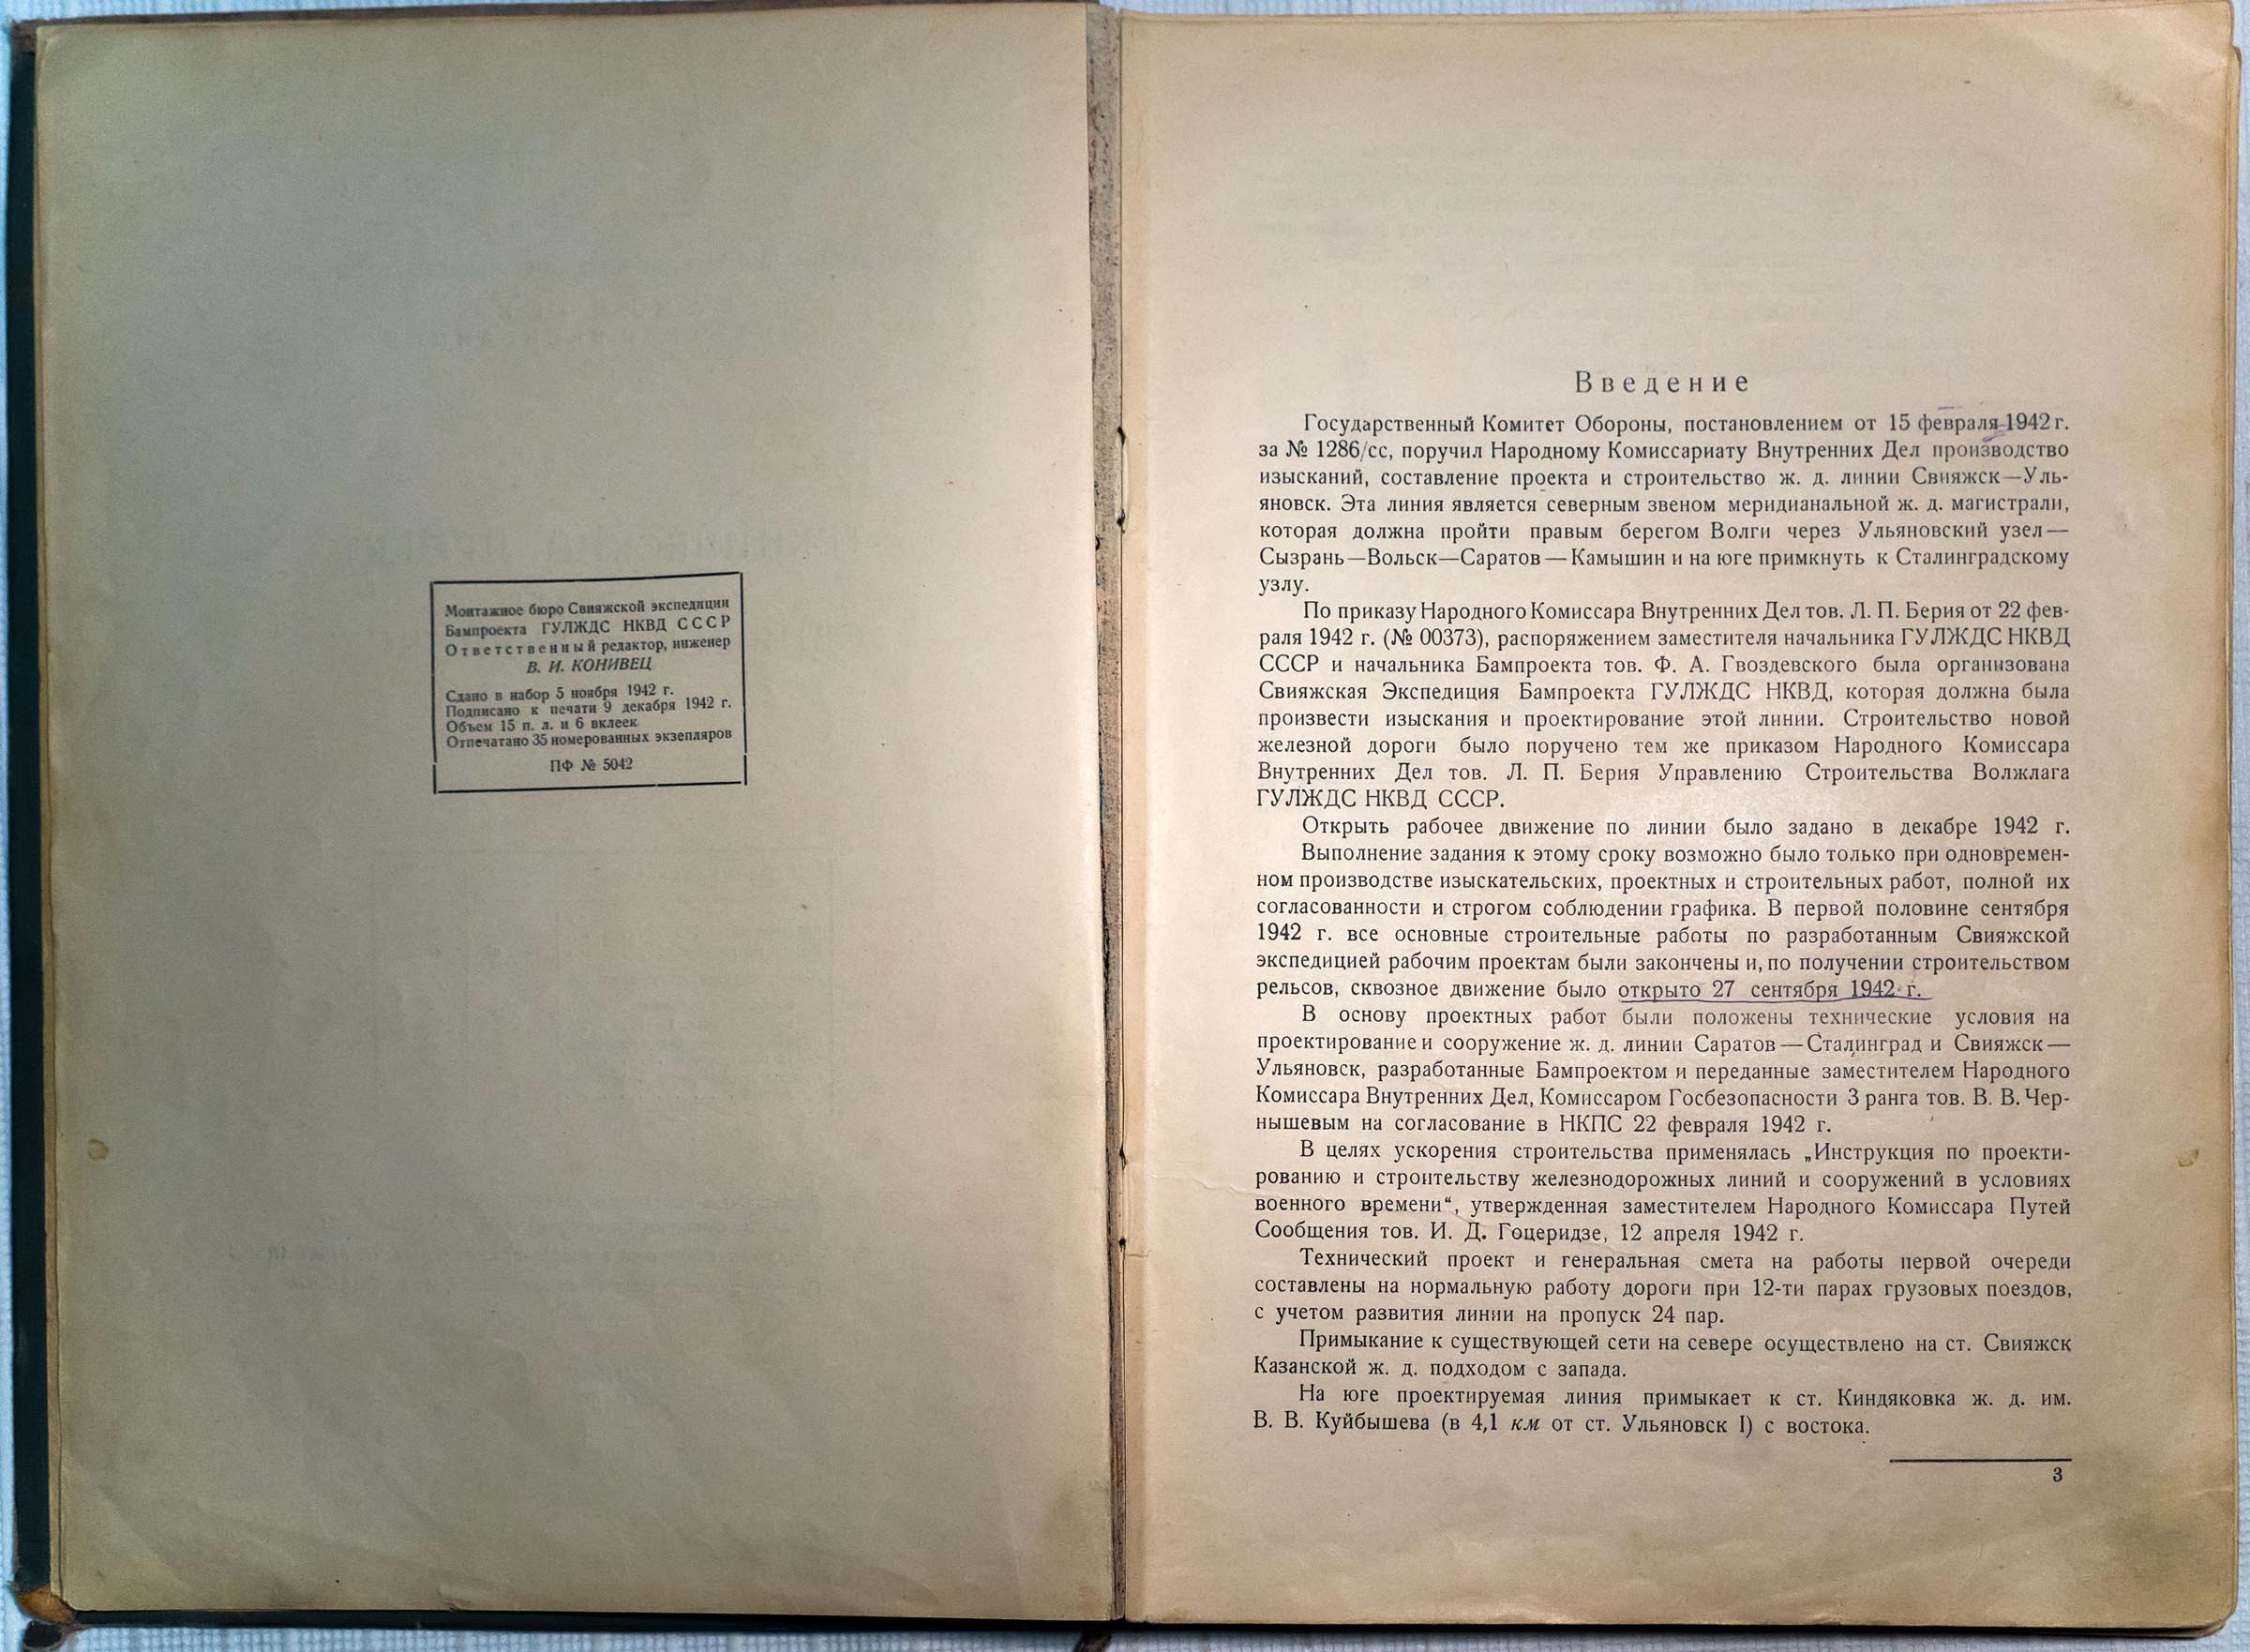 Монтажное бюро Свияжской экспедиции
Бампроекта ГУЛЖДС НКВД СССР
Ответственный редактор, инженер
В. И. КОНИВЕЦ
Сдано в набор 5 ноября 1942 г.
Подписано к печати 9 декабря 1942 г.
Объем 15 п. л. и 6 вклеек
Отпечатано 35 номерованных экзепляров
ПФ № 5042
Введение
Государственный Комитет Обороны, постановлением от 15 февраля 1942 г.
за № 1286/сс, поручил Народному Комиссариату Внутренних Дел производство
изысканий, составление проекта и строительство ж. д. линии Свияжск—Уль-
яновск. Эта линия является северным звеном меридианальной ж. д. магистрали,
которая должна пройти правым берегом Волги через Ульяновский узел—
Сызрань—Вольск—Саратов—Камышин и на юге примкнуть к Сталинградскому
узлу.
По приказу Народного Комиссара Внутренних Дел тов. Л. П. Берия от 22 фев-
раля 1942 г. (№ 00373), распоряжением заместителя начальника ГУЛЖДС НКВД
СССР и начальника Бампроекта тов. Ф. А. Гвоздевского была организована
Свияжская Экспедиция Бампроекта ГУЛЖДС НКВД, которая должна была
произвести изыскания и проектирование этой линии. Строительство новой
железной дороги было поручено тем же приказом Народного Комиссара
Внутренних Дел тов. Л. П. Берия Управлению Строительства Волжлага
ГУЛЖДС НКВД СССР.
Открыть рабочее движение по линии было задано в декабре 1942 г.
Выполнение задания к этому сроку возможно было только при одновремен-
ном производстве изыскательских, проектных и строительных работ, полной их
согласованности и строгом соблюдении графика. В первой половине сентября
1942 г. все основные строительные работы по разработанным Свияжской
экспедицией рабочим проектам были закончены и, по получении строительством
рельсов, сквозное движение было открыто 27 сентября 1942 г.
В основу проектных работ были положены технические условия на
проектирование и сооружение ж. д. линии Саратов—Сталинград и Свияжск—
Ульяновск, разработанные Бампроектом и переданные заместителем Народного
Комиссара Внутренних Дел, Комиссаром Госбезопасности 3 ранга тов. В. В. Чер-
нышевым на согласование в НКПС 22 февраля 1942 г.
В целях ускорения строительства применялась „Инструкция по проекти-
рованию и строительству железнодорожных линий и сооружений в условиях
военного времени“, утвержденная заместителем Народного Комиссара Путей
Сообщения тов. И. Д. Гоцеридзе, 12 апреля 1942 г.
Технический проект и генеральная смета на работы первой очереди
составлены на нормальную работу дороги при 12-ти парах грузовых поездов,
с учетом развития линии на пропуск 24 пар.
Примыкание к существующей сети на севере осуществлено на ст. Свияжск
Казанской ж. д. подходом с запада.
На юге проектируемая линия примыкает к ст. Киндяковка ж. д. им.
В. В. Куйбышева (в 4,1 км от ст. Ульяновск I) с востока.
3